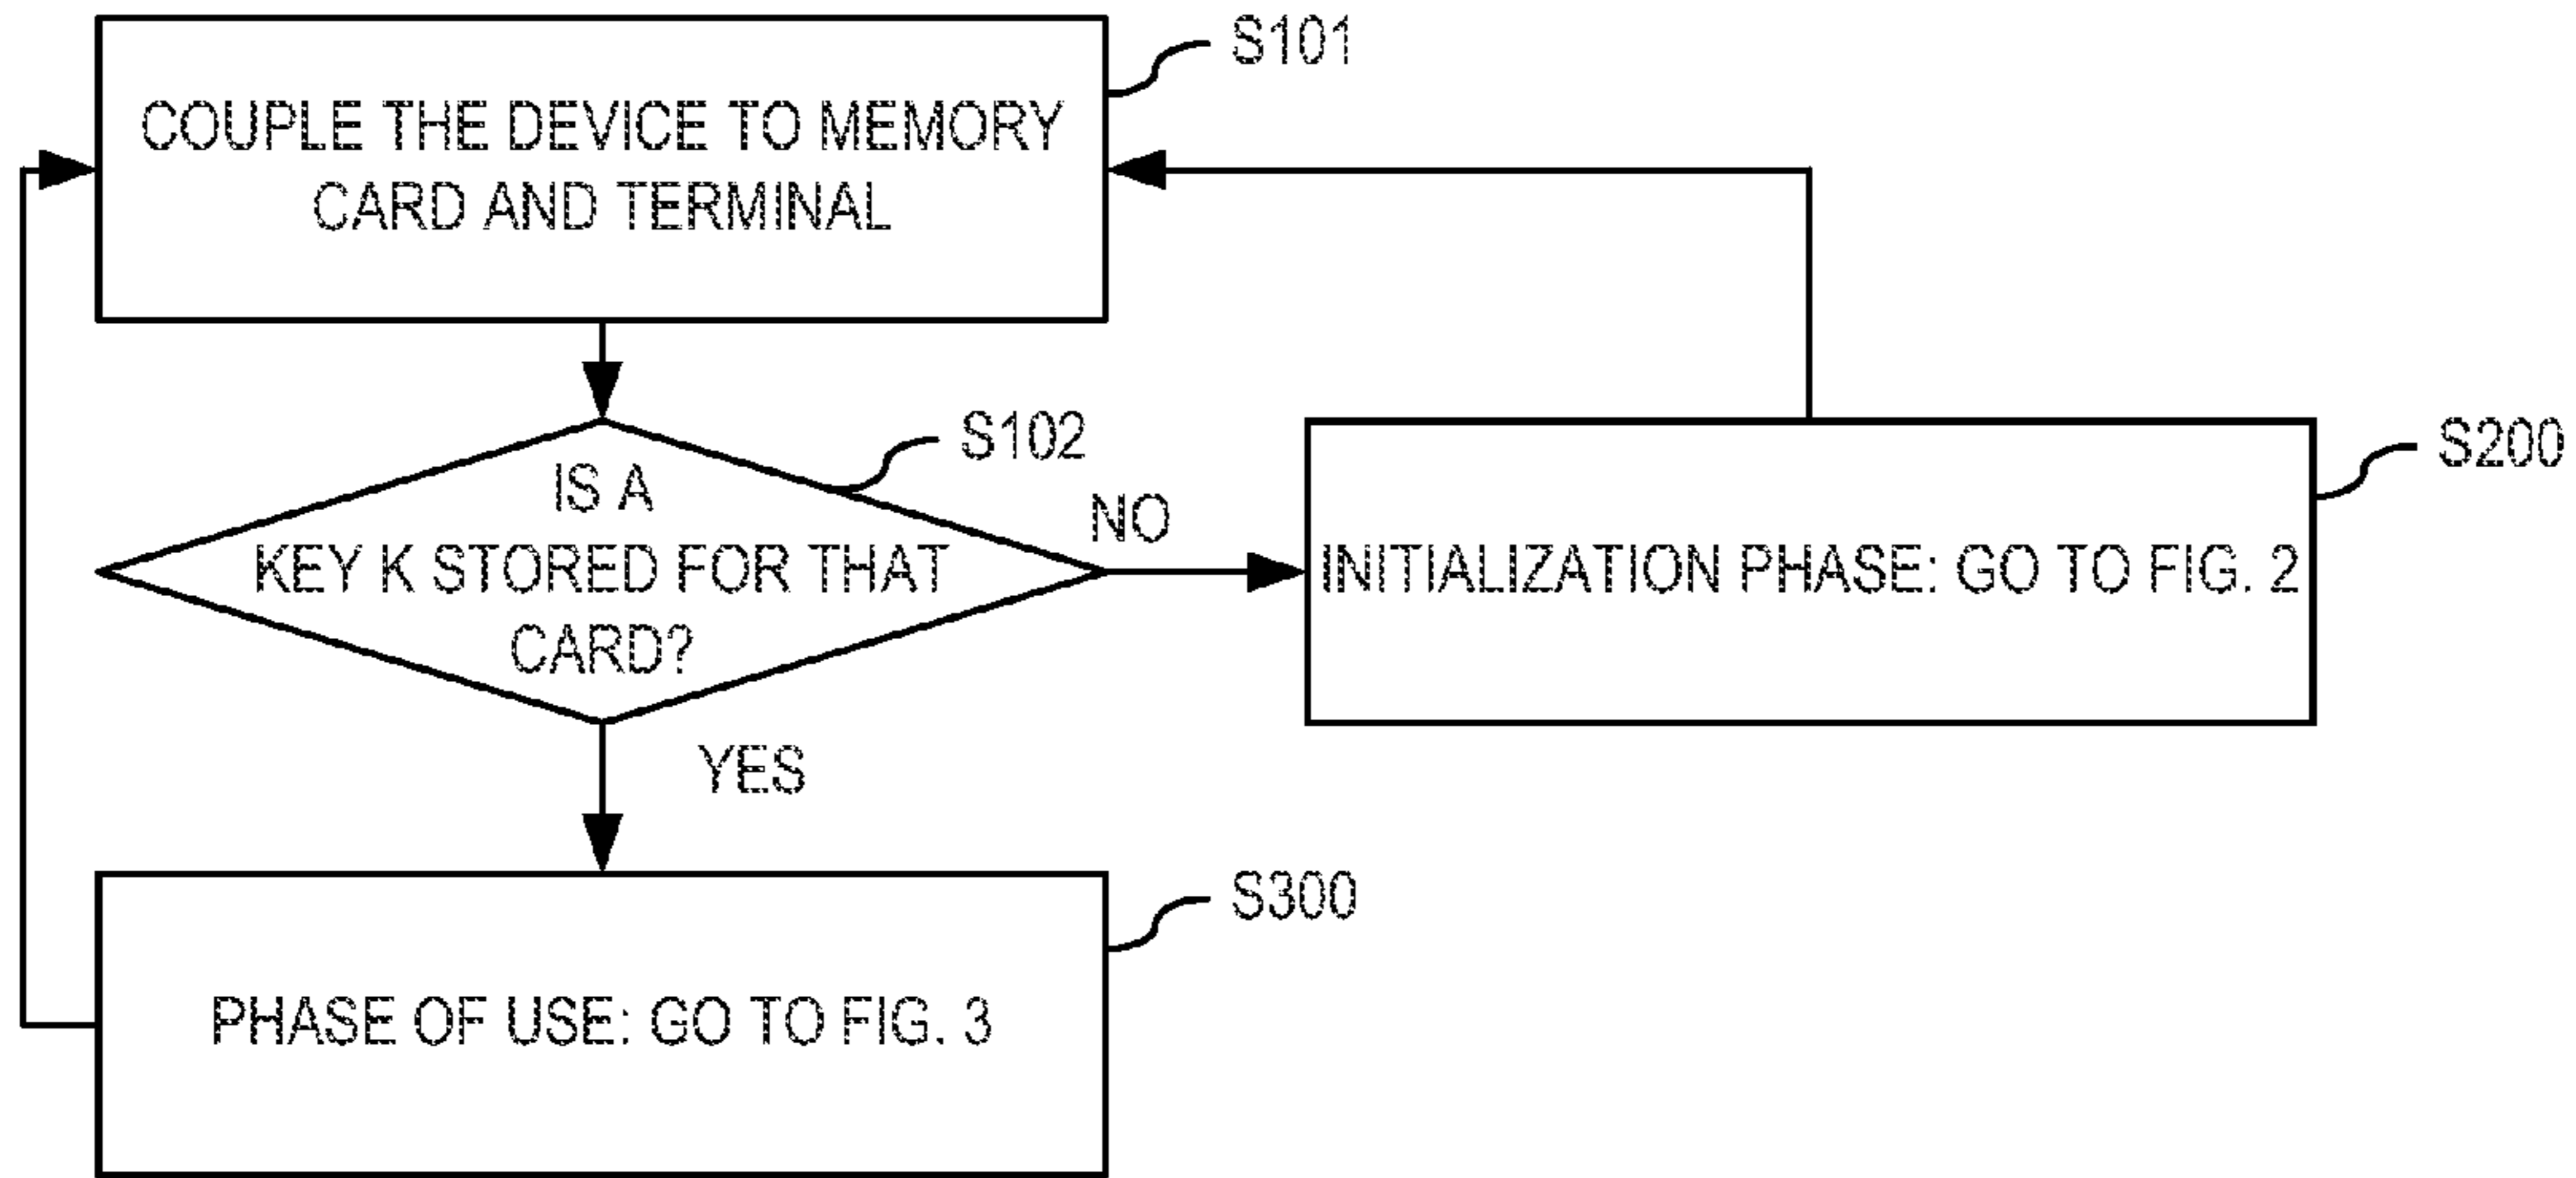 S101
COUPLE THE DEVICE TO MEMORY
CARD AND TERMINAL
S102
IS A
KEY K STORED FOR THAT
CARD?
NO
S200
INITIALIZATION PHASE: GO TO FIG. 2
YES
S300
PHASE OF USE: GO TO FIG. 3